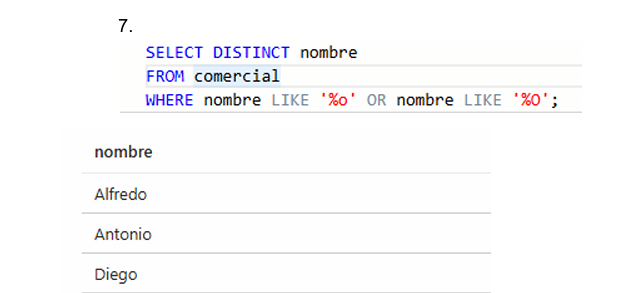 7.
SELECT DISTINCT nombre
FROM comercial
WHERE nombre LIKE '%o' OR nombre LIKE '%O';
nombre
Alfredo
Antonio
Diego